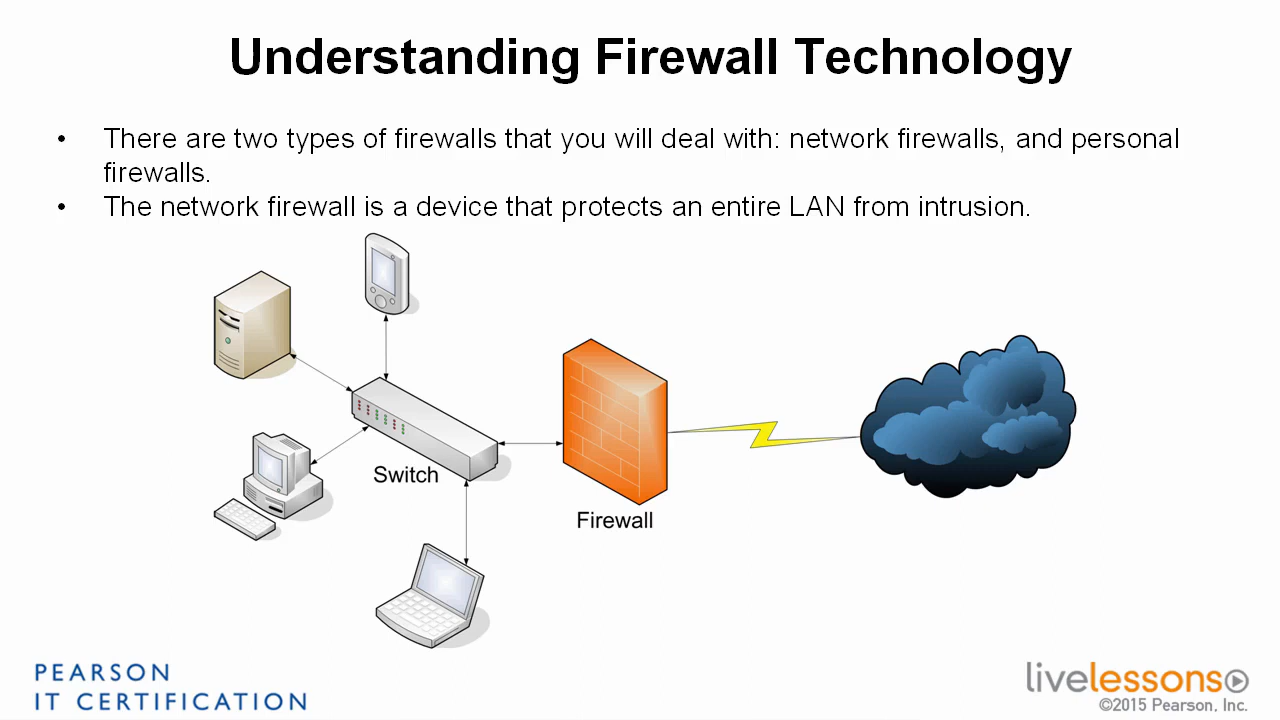 Understanding Firewall Technology
• There are two types of firewalls that you will deal with: network firewalls, and personal
firewalls.
• The network firewall is a device that protects an entire LAN from intrusion.
Switch
Firewall
PEARSON
IT CERTIFICATION
livelessons
©2015 Pearson, Inc.